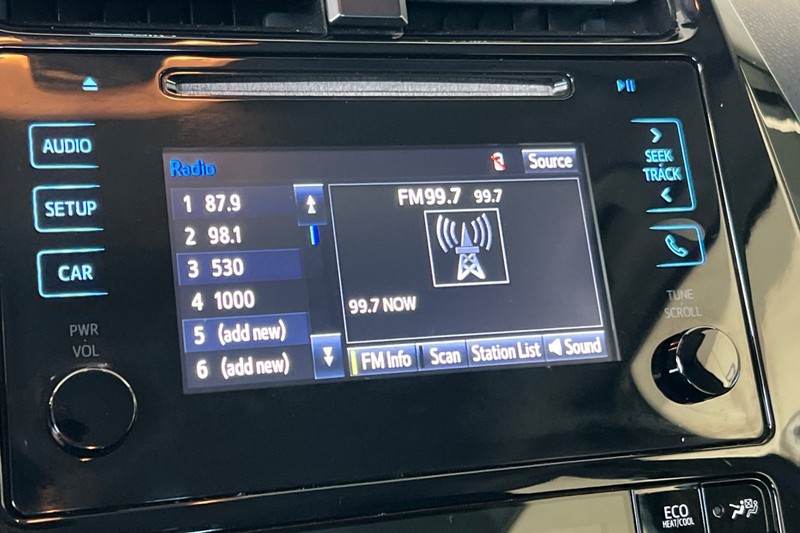 AUDIO
SETUP
CAR
PWR
VOL
Radio
Source
1 87.9
2 98.1
3 530
4 1000
5 (add new)
6 (add new)
FM99.7 99.7
99.7 NOW
FM Info
Scan
Station List
Sound
SEEK
TRACK
TUNE
SCROLL
ECO
HEAT/COOL